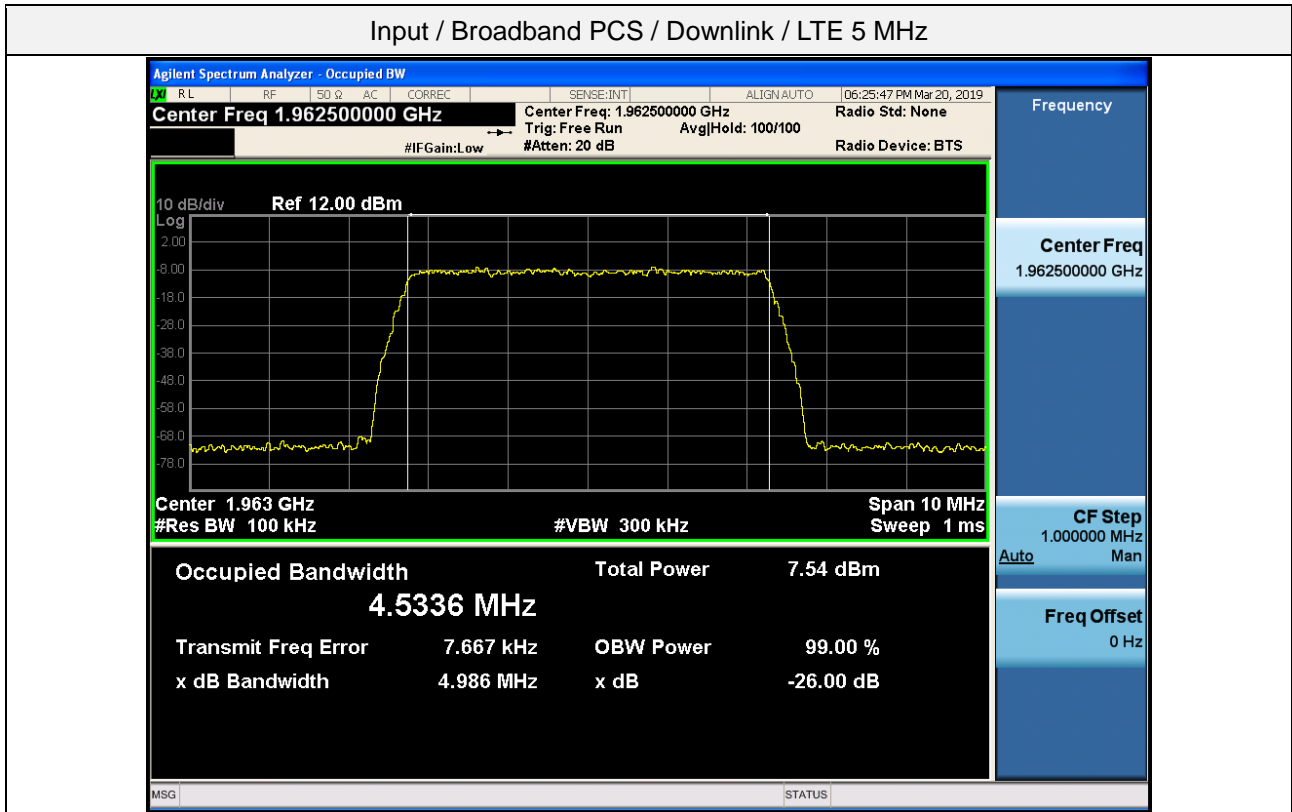 Input / Broadband PCS / Downlink / LTE 5 MHz
Agilent Spectrum Analyzer - Occupied BW
LXI RL RF 50 Ω AC CORREC SENSE:INT ALIGN AUTO 06:25:47 PM Mar 20, 2019
Center Freq 1.962500000 GHz
Center Freq: 1.962500000 GHz Radio Std: None
Trig: Free Run Avg|Hold: 100/100
#IFGain:Low #Atten: 20 dB Radio Device: BTS
Frequency
10 dB/div Ref 12.00 dBm
Log
2.00
-8.00
-18.0
-28.0
-38.0
-48.0
-58.0
-68.0
-78.0
Center 1.963 GHz Span 10 MHz
#Res BW 100 kHz #VBW 300 kHz Sweep 1 ms
Occupied Bandwidth Total Power 7.54 dBm
4.5336 MHz
Transmit Freq Error 7.667 kHz OBW Power 99.00 %
x dB Bandwidth 4.986 MHz x dB -26.00 dB
Center Freq
1.962500000 GHz
CF Step
1.000000 MHz
Auto Man
Freq Offset
0 Hz
MSG STATUS